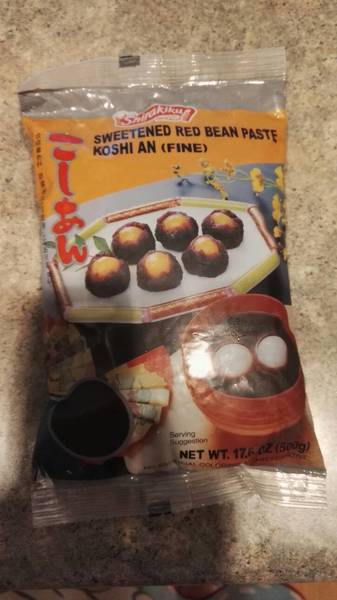 Shirakiku
SWEETENED RED BEAN PASTE
KOSHI AN (FINE)
こしあん
Serving
Suggestion
NET WT. 17.6 OZ (500g)